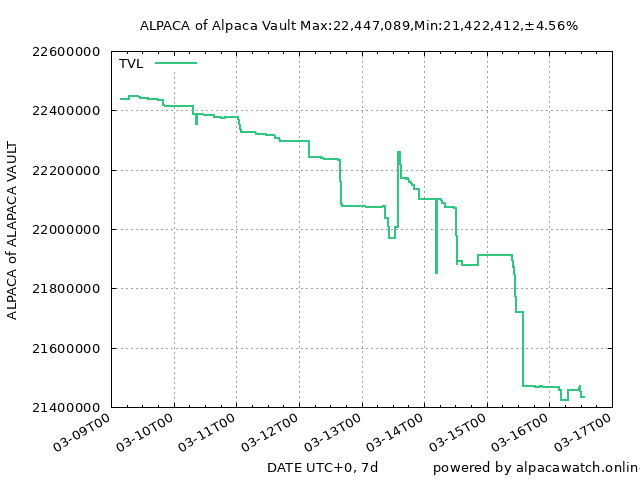 ALPACA of Alpaca Vault Max:22,447,089,Min:21,422,412,±4.56%
TVL
22600000
22400000
22200000
22000000
21800000
21600000
21400000
ALPACA of ALAPACA VAULT
03-09T00
03-10T00
03-11T00
03-12T00
03-13T00
03-14T00
03-15T00
03-16T00
03-17T00
DATE UTC+0, 7d
powered by alpacawatch.onlin